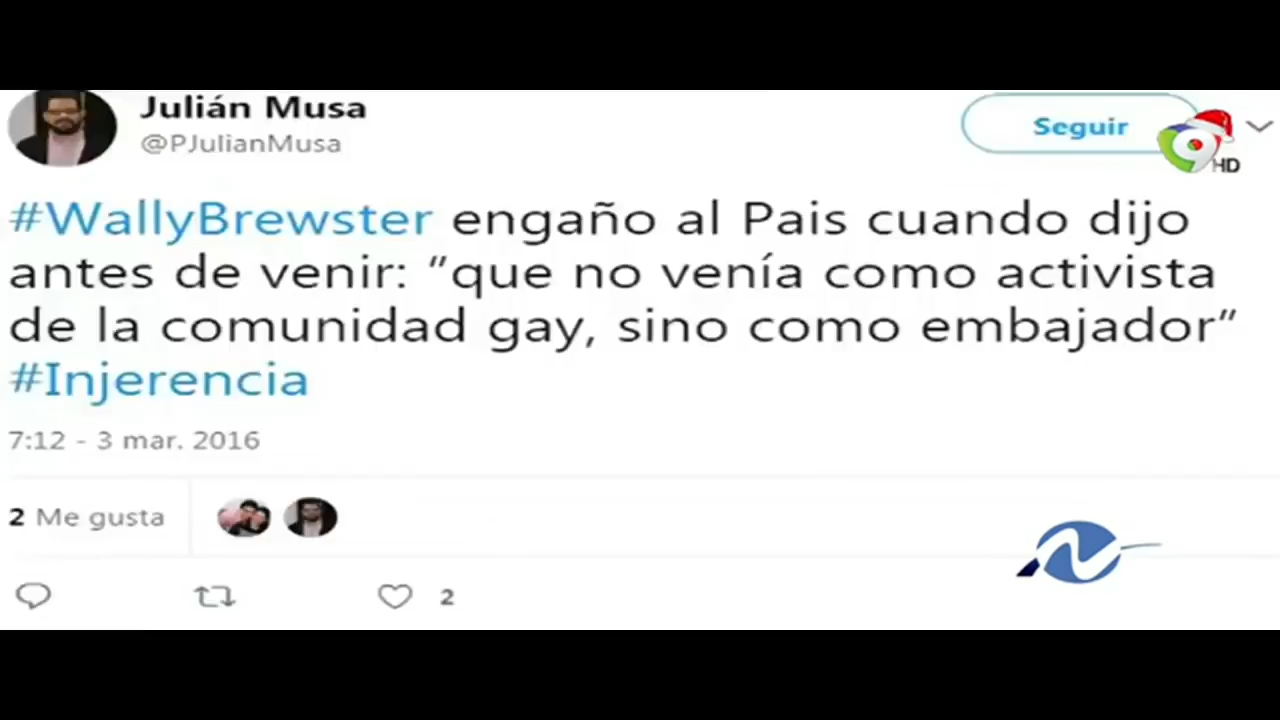 Julián Musa
@PJulianMusa
Seguir
HD
#WallyBrewster engaño al Pais cuando dijo
antes de venir: “que no venía como activista
de la comunidad gay, sino como embajador”
#Injerencia
7:12 - 3 mar. 2016
2 Me gusta
2